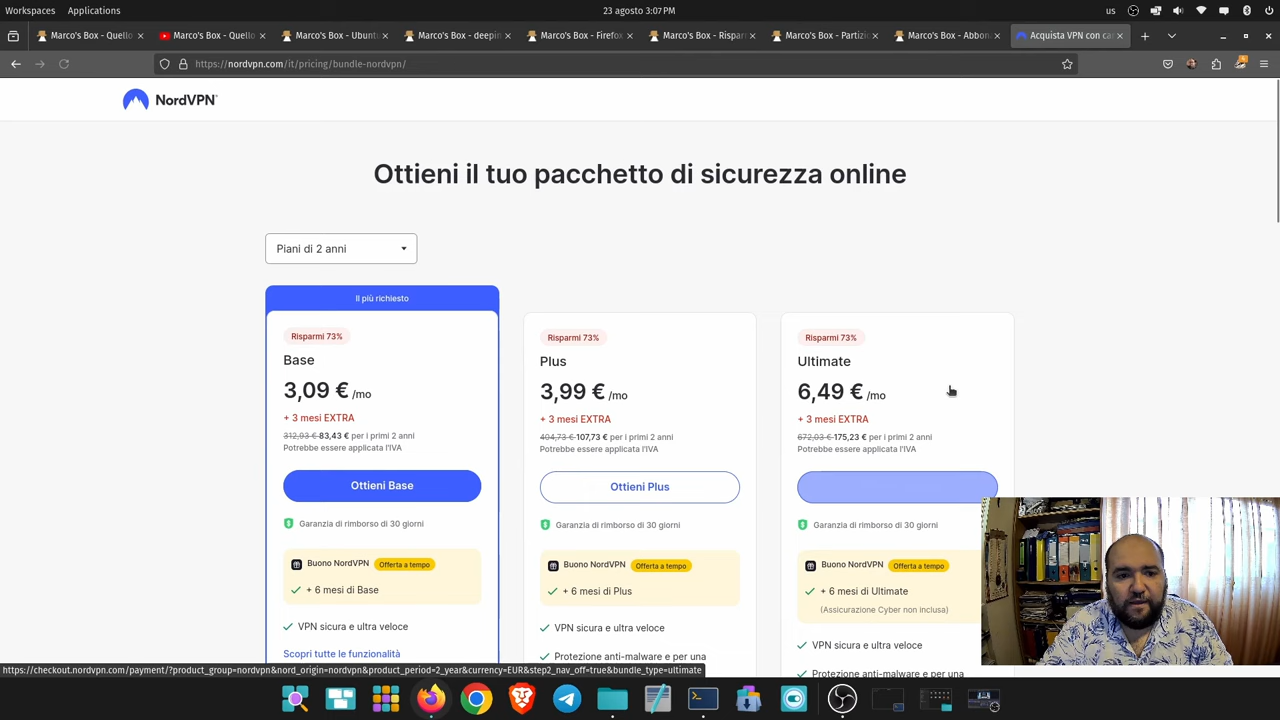 Workspaces Applications 23 agosto 3:07PM us
Marco's Box - Quello
Marco's Box - Quello
Marco's Box - Ubuntu
Marco's Box - deepin
Marco's Box - Firefox
Marco's Box - Rispar
Marco's Box - Partizio
Marco's Box - Abbona
Acquista VPN con car
https://nordvpn.com/it/pricing/bundle-nordvpn/
NordVPN
Ottieni il tuo pacchetto di sicurezza online
Piani di 2 anni
Il più richiesto
Risparmi 73%
Base
3,09 € /mo
+ 3 mesi EXTRA
312,93 € 83,43 € per i primi 2 anni
Potrebbe essere applicata l'IVA
Ottieni Base
Garanzia di rimborso di 30 giorni
Buono NordVPN Offerta a tempo
+ 6 mesi di Base
VPN sicura e ultra veloce
Scopri tutte le funzionalità
Risparmi 73%
Plus
3,99 € /mo
+ 3 mesi EXTRA
404,73 € 107,73 € per i primi 2 anni
Potrebbe essere applicata l'IVA
Ottieni Plus
Garanzia di rimborso di 30 giorni
Buono NordVPN Offerta a tempo
+ 6 mesi di Plus
VPN sicura e ultra veloce
Protezione anti-malware e per una
Risparmi 73%
Ultimate
6,49 € /mo
+ 3 mesi EXTRA
672,03 € 175,23 € per i primi 2 anni
Potrebbe essere applicata l'IVA
Garanzia di rimborso di 30 giorni
Buono NordVPN Offerta a tempo
+ 6 mesi di Ultimate
(Assicurazione Cyber non inclusa)
VPN sicura e ultra veloce
Protezione anti-malware e per una
https://checkout.nordvpn.com/payment/?product_group=nordvpn&nord_origin=nordvpn&product_period=2_year&currency=EUR&step2_nav_off=true&bundle_type=ultimate